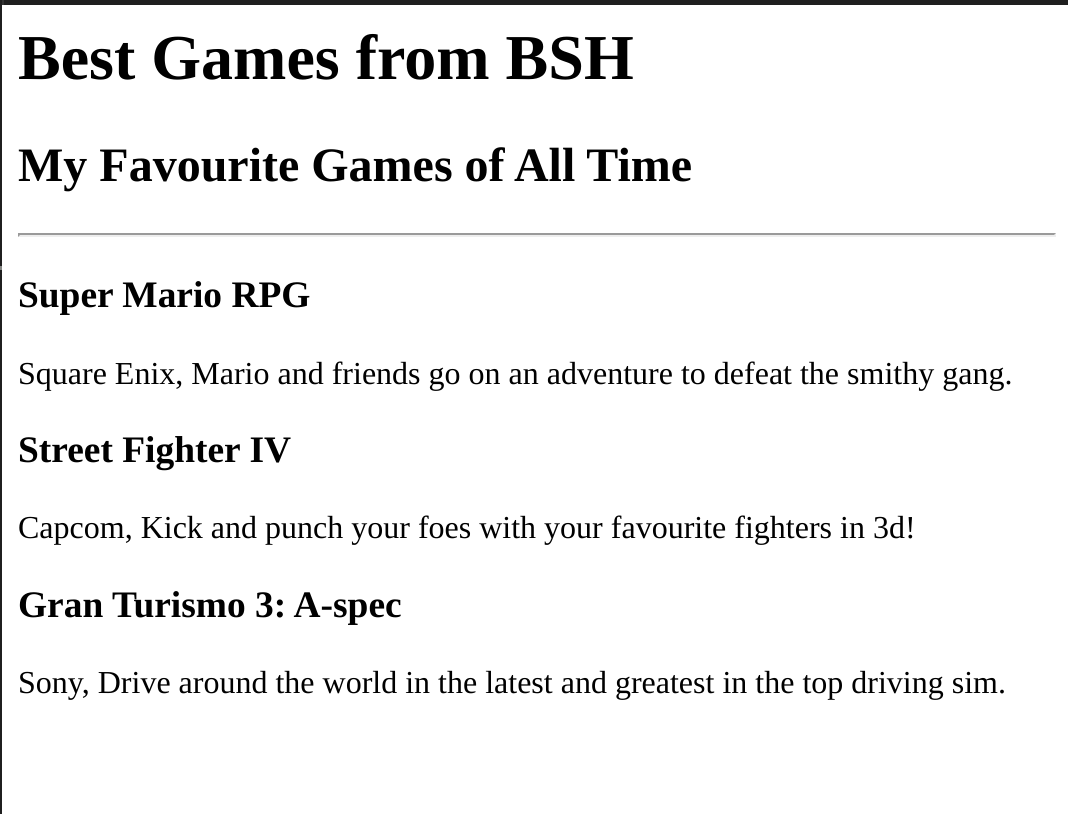 Best Games from BSH
My Favourite Games of All Time
Super Mario RPG
Square Enix, Mario and friends go on an adventure to defeat the smithy gang.
Street Fighter IV
Capcom, Kick and punch your foes with your favourite fighters in 3d!
Gran Turismo 3: A-spec
Sony, Drive around the world in the latest and greatest in the top driving sim.